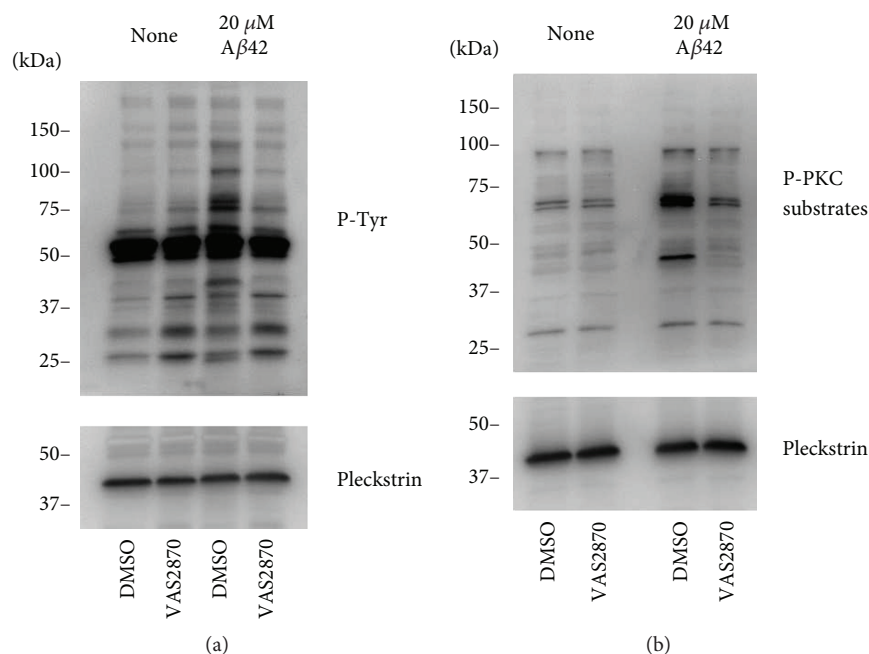 None
20 μM
Aβ42
(kDa)
150–
100–
75–
50–
37–
25–
P-Tyr
50–
37–
Pleckstrin
DMSO
VAS2870
DMSO
VAS2870
(a)
None
20 μM
Aβ42
(kDa)
150–
100–
75–
50–
37–
25–
P-PKC
substrates
50–
37–
Pleckstrin
DMSO
VAS2870
DMSO
VAS2870
(b)